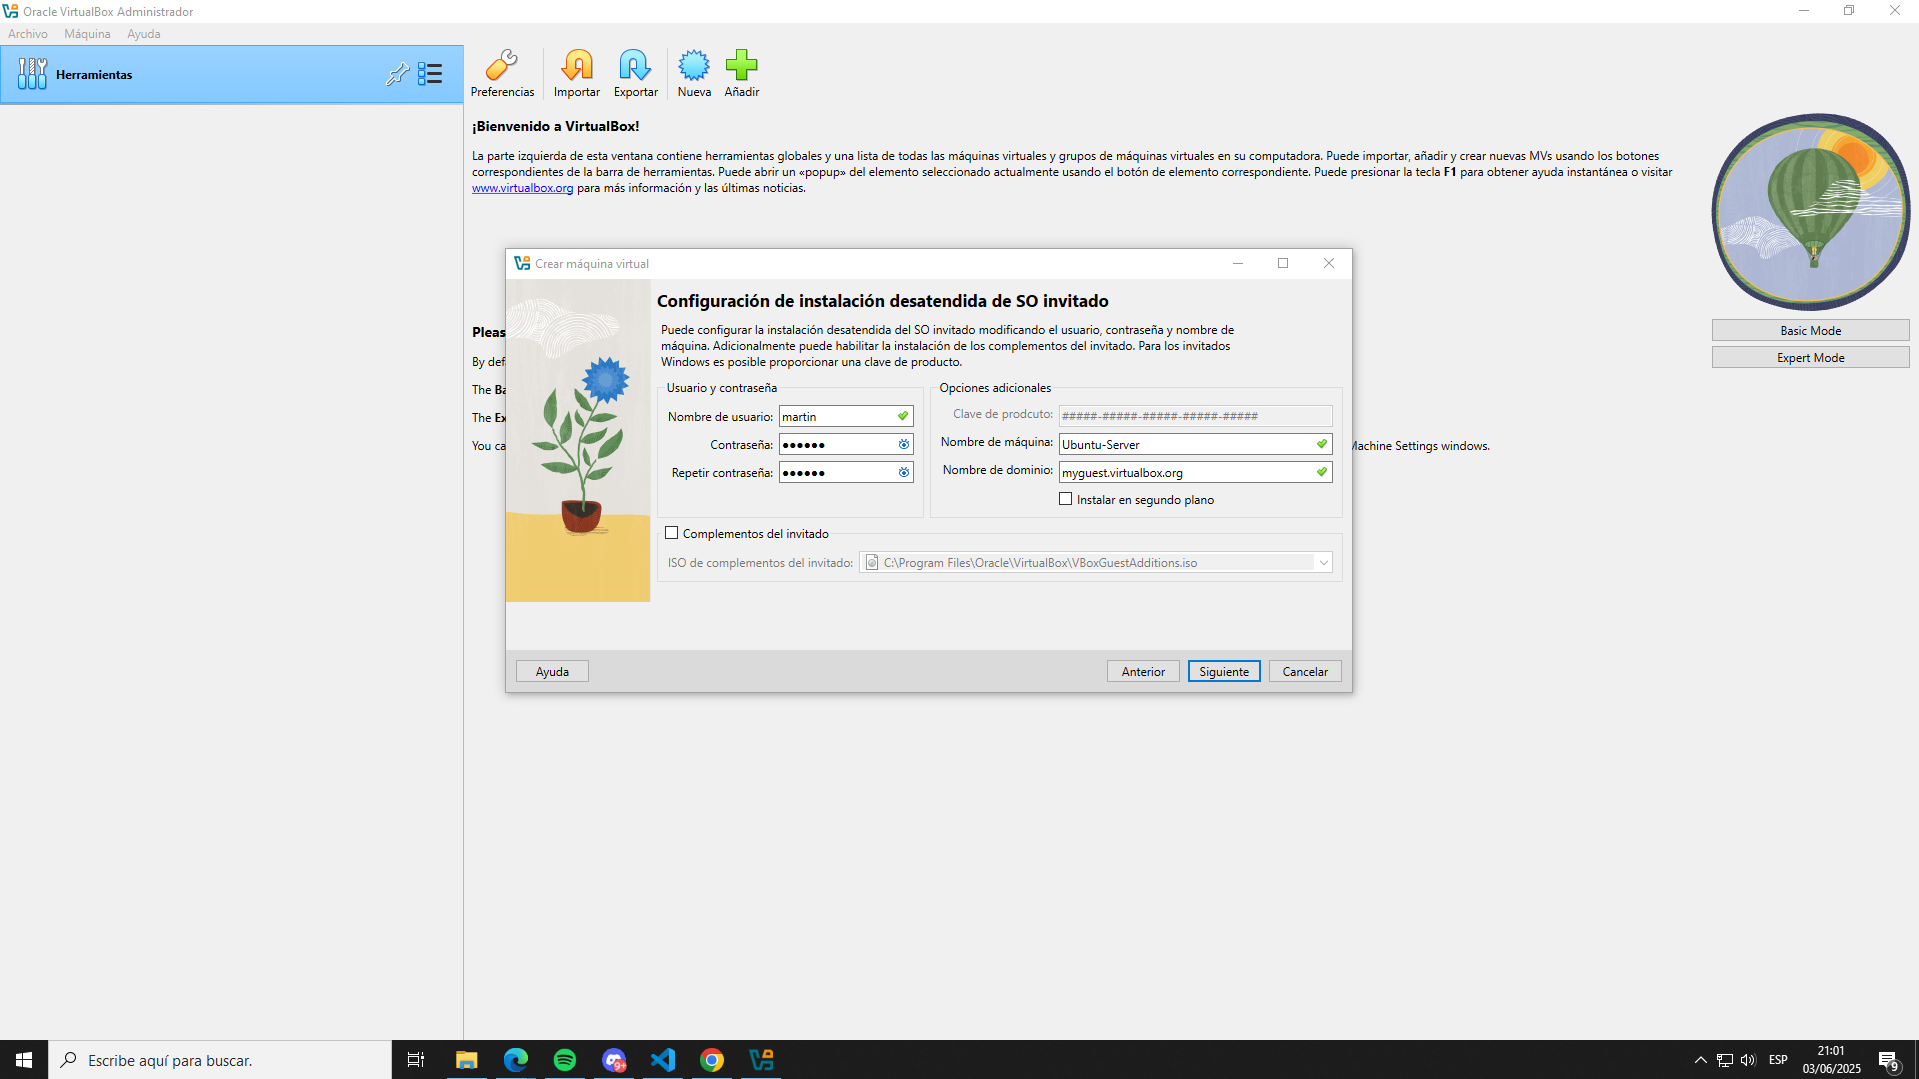 Oracle VirtualBox Administrador
Archivo Máquina Ayuda
Herramientas
Preferencias Importar Exportar Nueva Añadir
¡Bienvenido a VirtualBox!
La parte izquierda de esta ventana contiene herramientas globales y una lista de todas las máquinas virtuales y grupos de máquinas virtuales en su computadora. Puede importar, añadir y crear nuevas MVs usando los botones
correspondientes de la barra de herramientas. Puede abrir un «popup» del elemento seleccionado actualmente usando el botón de elemento correspondiente. Puede presionar la tecla F1 para obtener ayuda instantánea o visitar
www.virtualbox.org para más información y las últimas noticias.
Pleas
By def
The Ba
The Ex
You ca
Machine Settings windows.
Basic Mode
Expert Mode
Crear máquina virtual
Configuración de instalación desatendida de SO invitado
Puede configurar la instalación desatendida del SO invitado modificando el usuario, contraseña y nombre de
máquina. Adicionalmente puede habilitar la instalación de los complementos del invitado. Para los invitados
Windows es posible proporcionar una clave de producto.
Usuario y contraseña
Nombre de usuario: martin
Contraseña: ●●●●●●
Repetir contraseña: ●●●●●●
Opciones adicionales
Clave de prodcuto: #####-#####-#####-#####-#####
Nombre de máquina: Ubuntu-Server
Nombre de dominio: myguest.virtualbox.org
Instalar en segundo plano
Complementos del invitado
ISO de complementos del invitado: C:\Program Files\Oracle\VirtualBox\VBoxGuestAdditions.iso
Ayuda Anterior Siguiente Cancelar
Escribe aquí para buscar.
9+
ESP
21:01
03/06/2025
9